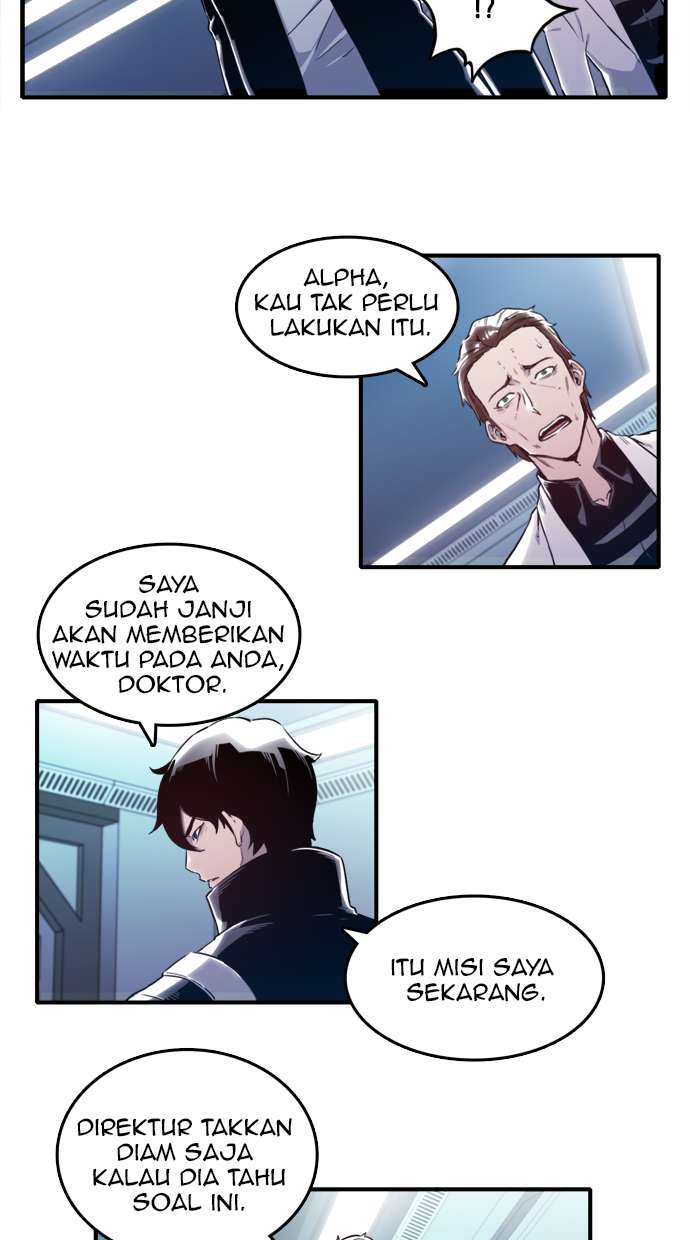 !?
ALPHA,
KAU TAK PERLU
LAKUKAN ITU.
SAYA
SUDAH JANJI
AKAN MEMBERIKAN
WAKTU PADA ANDA,
DOKTOR.
ITU MISI SAYA
SEKARANG.
DIREKTUR TAKKAN
DIAM SAJA
KALAU DIA TAHU
SOAL INI.